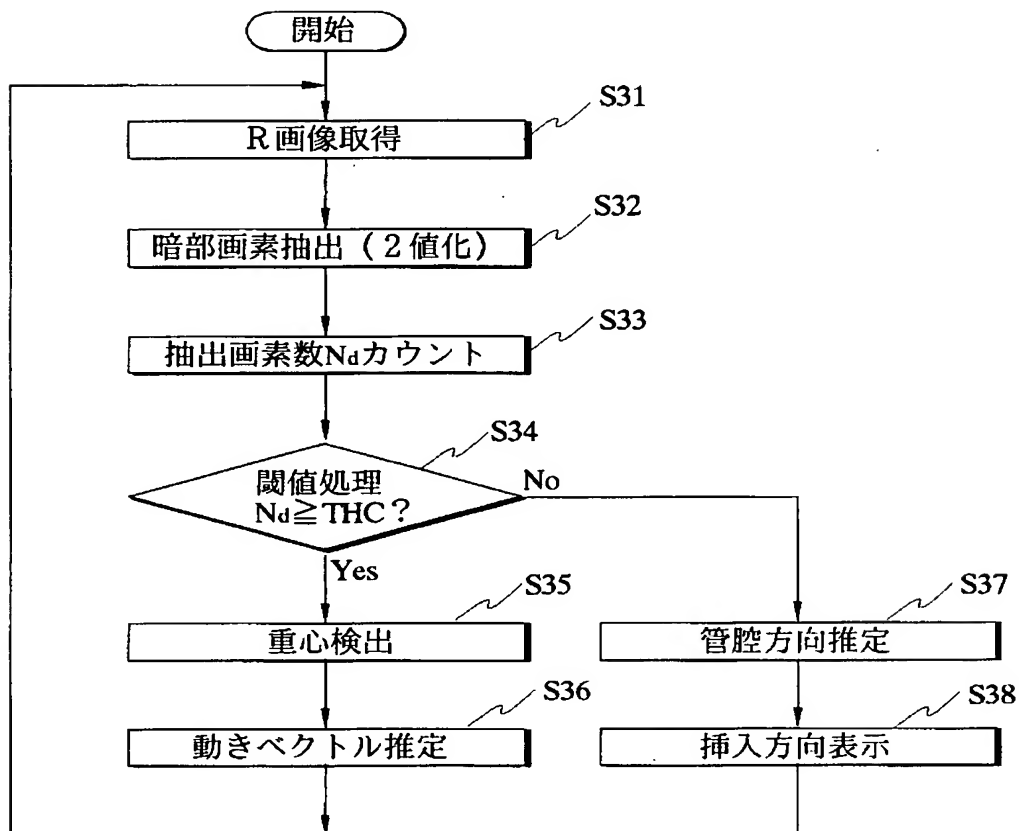 開始
S31
R画像取得
S32
暗部画素抽出（２値化）
S33
抽出画素数Ndカウント
S34
閾値処理
Nd≧THC？
No
Yes
S35
重心検出
S37
管腔方向推定
S36
動きベクトル推定
S38
挿入方向表示